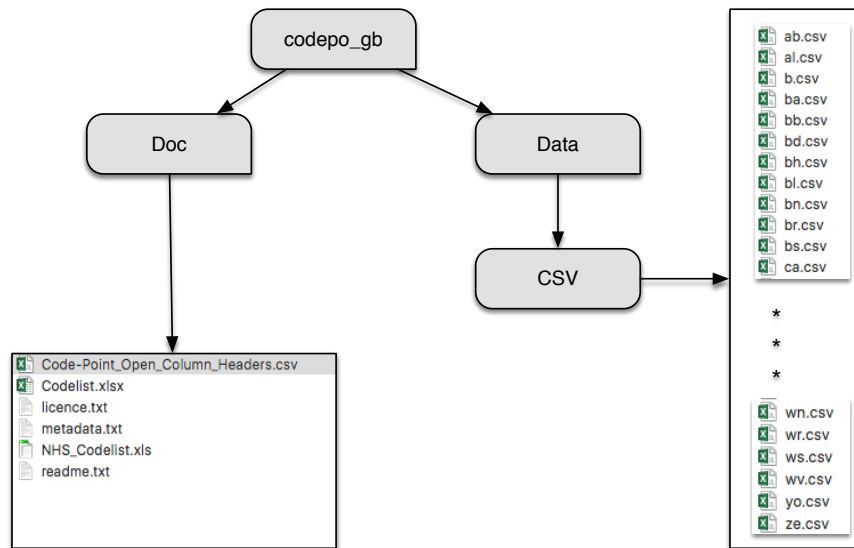 codepo_gb
Doc
Data
CSV
Code-Point_Open_Column_Headers.csv
Codelist.xlsx
licence.txt
metadata.txt
NHS_Codelist.xls
readme.txt
ab.csv
al.csv
b.csv
ba.csv
bb.csv
bd.csv
bh.csv
bl.csv
bn.csv
br.csv
bs.csv
ca.csv
*
*
*
wn.csv
wr.csv
ws.csv
wv.csv
yo.csv
ze.csv